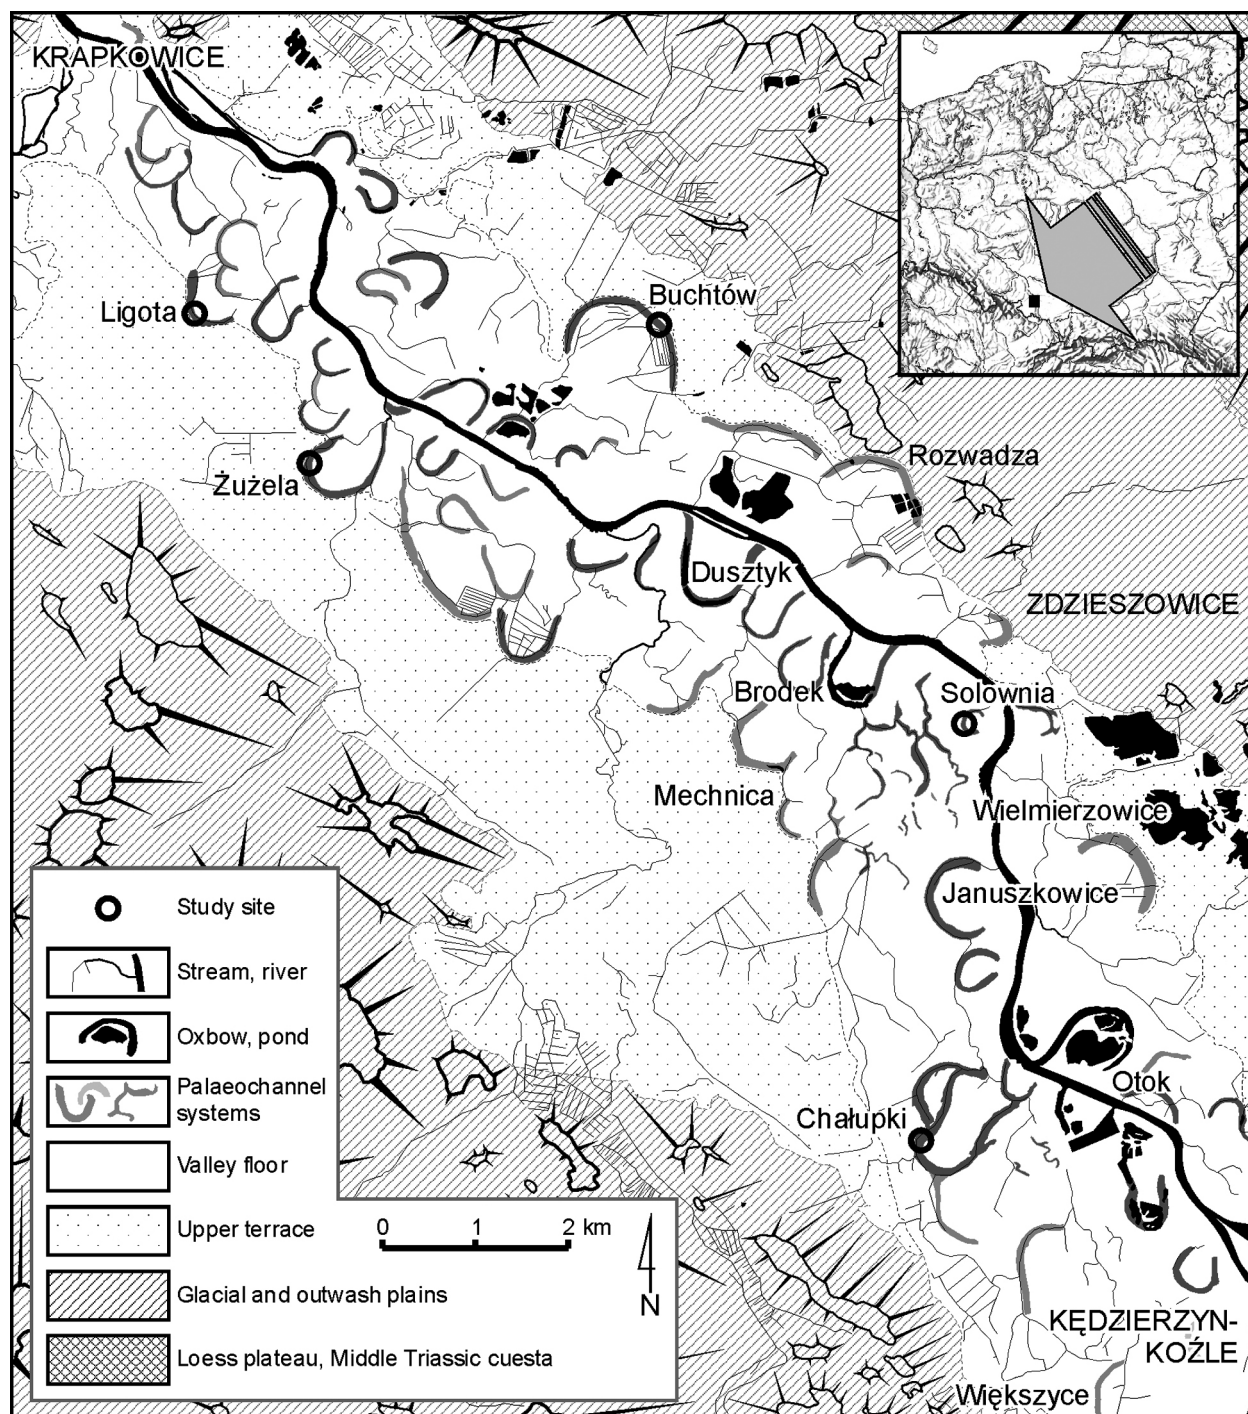 KRAPKOWICE
Ligota
Buchtów
Żużela
Rozwadza
Dusztyk
ZDZIESZOWICE
Brodek
Solownia
Mechnica
Wielmierzowice
Januszkowice
Otok
Chałupki
KĘDZIERZYN-
KOŹLE
Większyce
Study site
Stream, river
Oxbow, pond
Palaeochannel
systems
Valley floor
Upper terrace
Glacial and outwash plains
Loess plateau, Middle Triassic cuesta
0 1 2 km
N